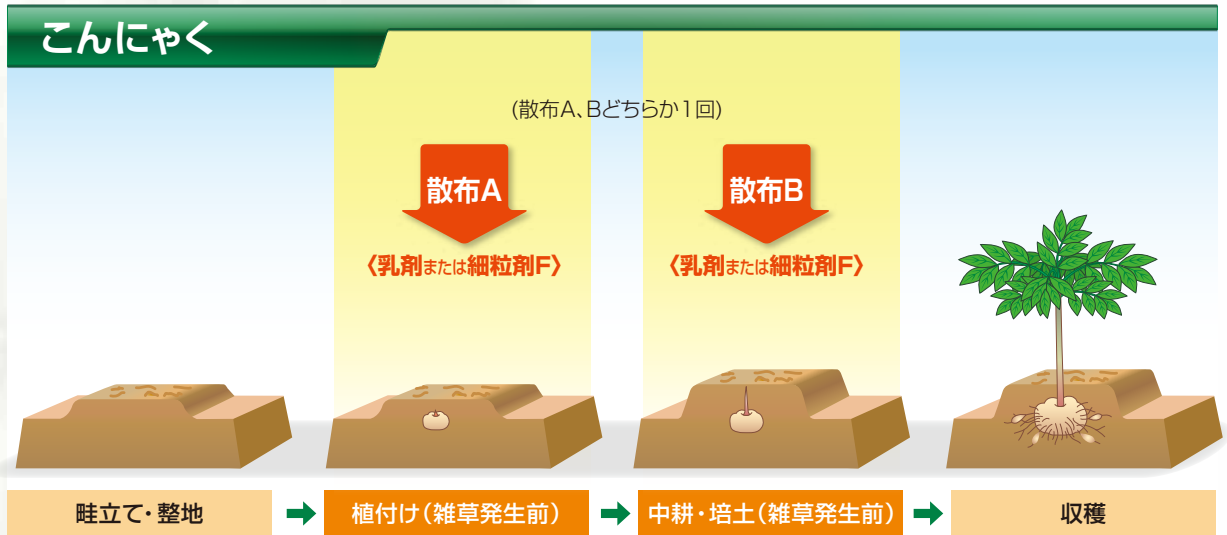 こんにゃく
(散布A、Bどちらか1回)
散布A
散布B
〈乳剤または細粒剤F〉
〈乳剤または細粒剤F〉
畦立て・整地
植付け（雑草発生前）
中耕・培土（雑草発生前）
収穫